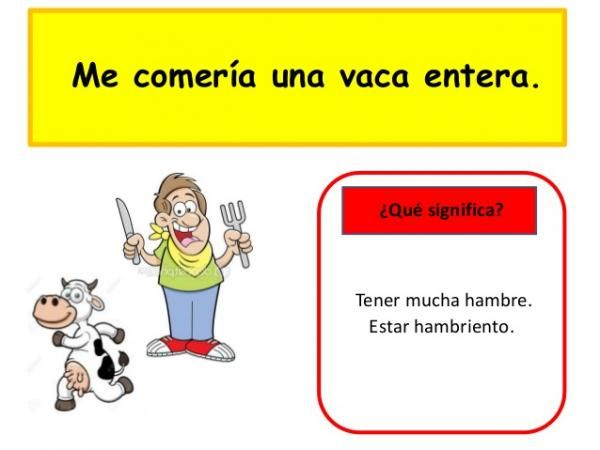 Me comería una vaca entera.
¿Qué significa?
Tener mucha hambre.
Estar hambriento.